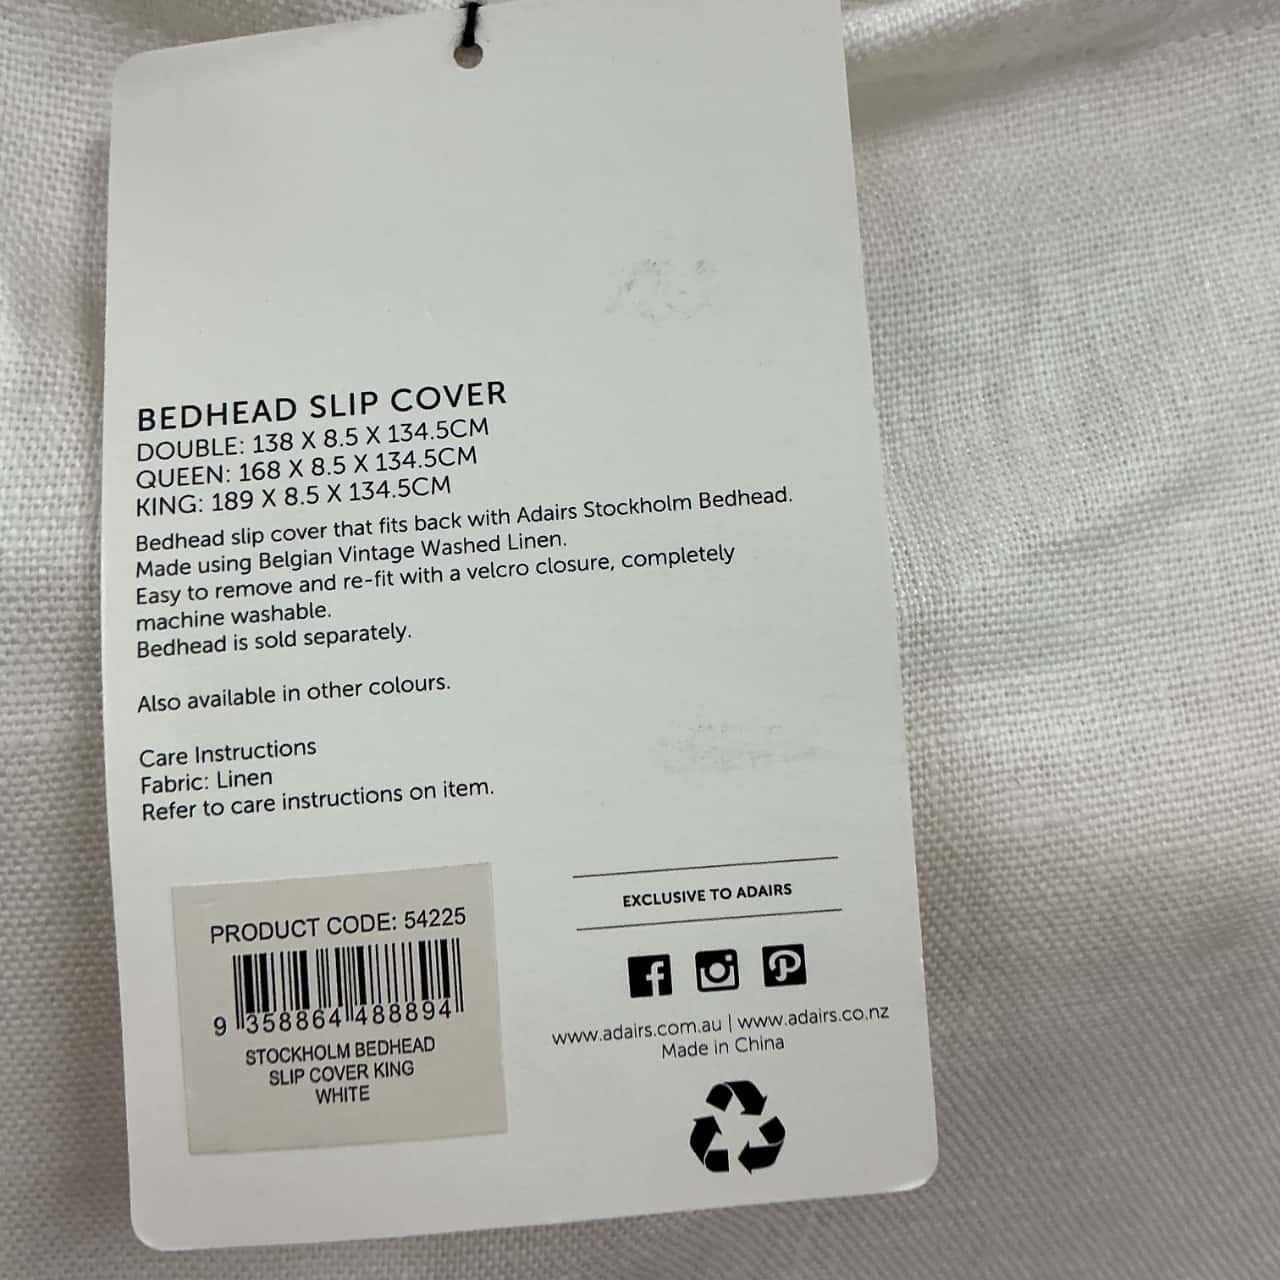 BEDHEAD SLIP COVER
DOUBLE: 138 X 8.5 X 134.5CM
QUEEN: 168 X 8.5 X 134.5CM
KING: 189 X 8.5 X 134.5CM
Bedhead slip cover that fits back with Adairs Stockholm Bedhead.
Made using Belgian Vintage Washed Linen.
Easy to remove and re-fit with a velcro closure, completely
machine washable.
Bedhead is sold separately.
Also available in other colours.
Care Instructions
Fabric: Linen
Refer to care instructions on item.
PRODUCT CODE: 54225
9 358864 488894
STOCKHOLM BEDHEAD
SLIP COVER KING
WHITE
EXCLUSIVE TO ADAIRS
www.adairs.com.au | www.adairs.co.nz
Made in China